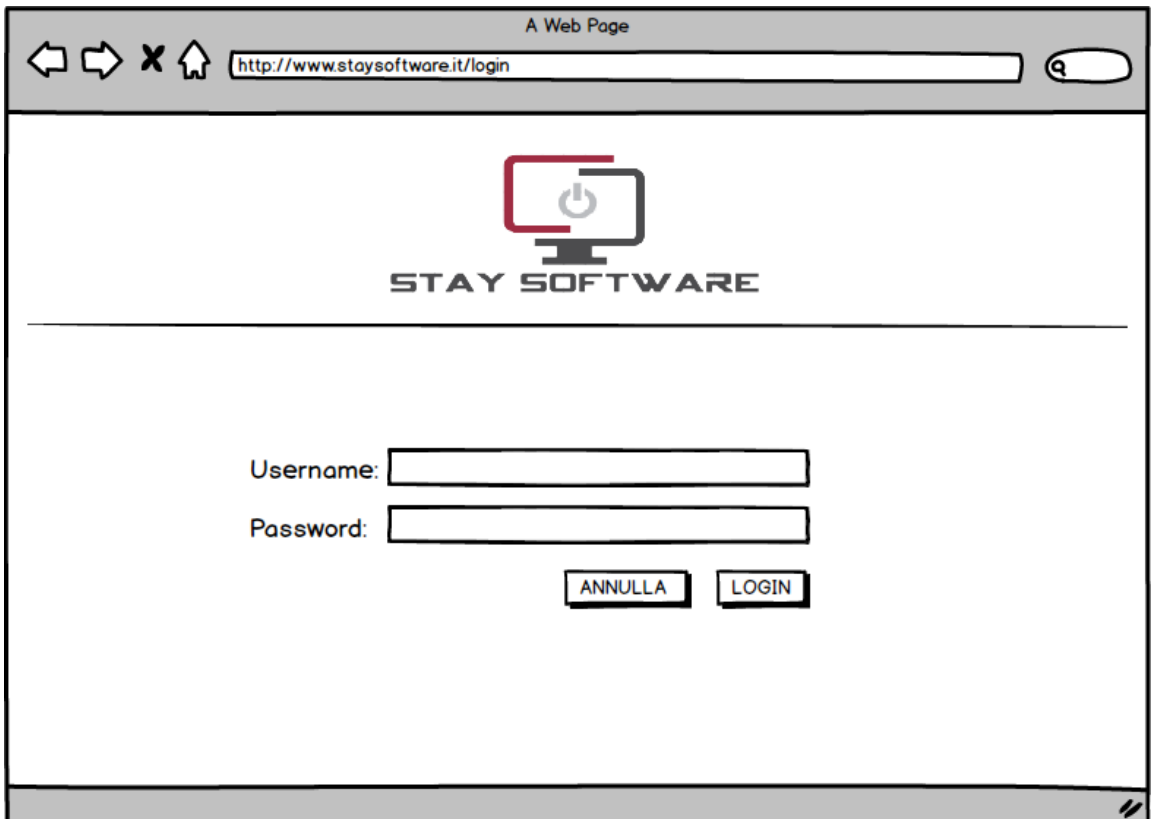 A Web Page
http://www.staysoftware.it/login
STAY SOFTWARE
Username:
Password:
ANNULLA LOGIN